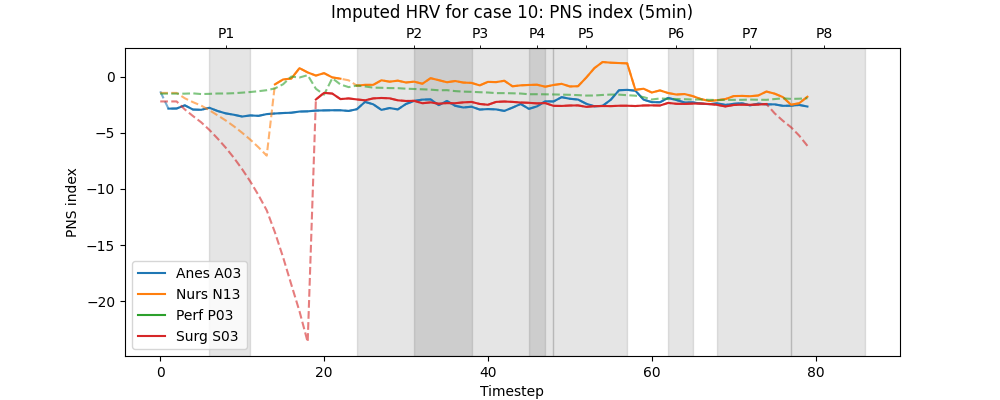 Imputed HRV for case 10: PNS index (5min)
P1 P2 P3 P4 P5 P6 P7 P8
0
−5
−10
−15
−20
PNS index
Anes A03
Nurs N13
Perf P03
Surg S03
0 20 40 60 80
Timestep